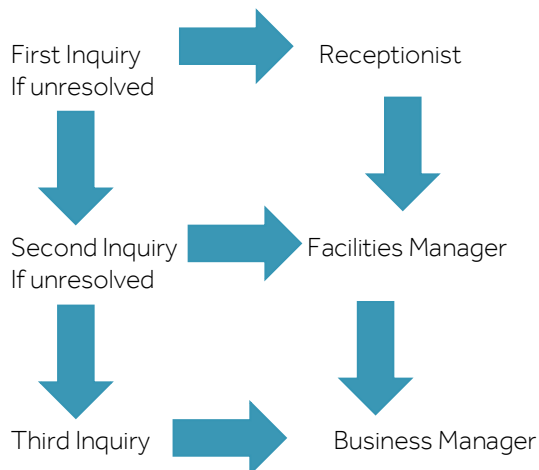 First Inquiry
If unresolved
Receptionist
Second Inquiry
If unresolved
Facilities Manager
Third Inquiry
Business Manager